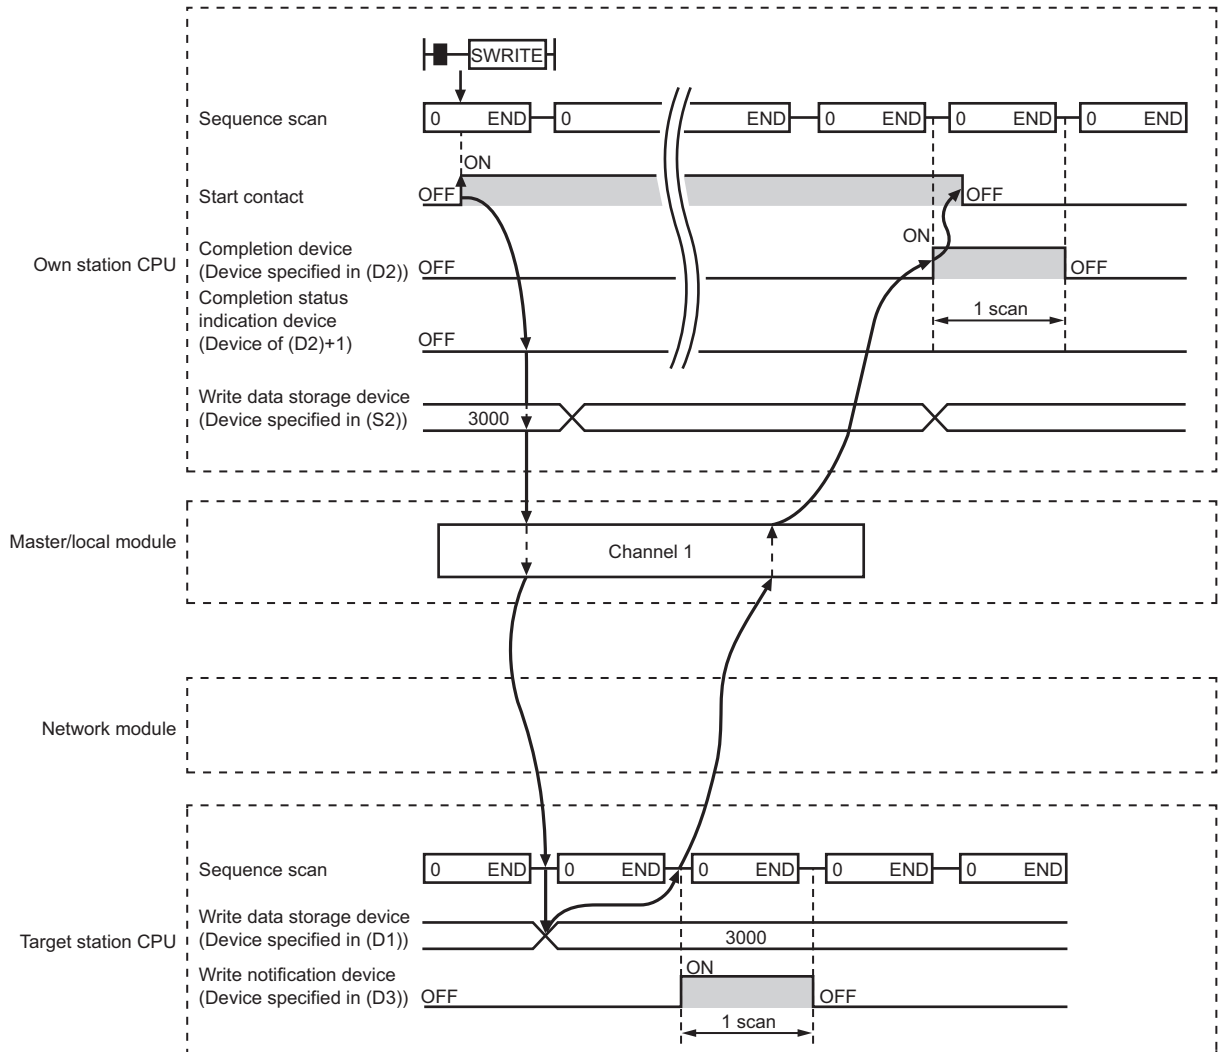 SWRITE
Sequence scan
0 END 0 END 0 END 0 END 0 END
ON
Start contact
OFF OFF
Own station CPU
Completion device
(Device specified in (D2))
OFF ON OFF
Completion status
indication device
(Device of (D2)+1)
OFF
1 scan
Write data storage device
(Device specified in (S2))
3000
Master/local module
Channel 1
Network module
Target station CPU
Sequence scan
0 END 0 END 0 END 0 END 0 END
Write data storage device
(Device specified in (D1))
3000
Write notification device
(Device specified in (D3))
OFF ON OFF
1 scan